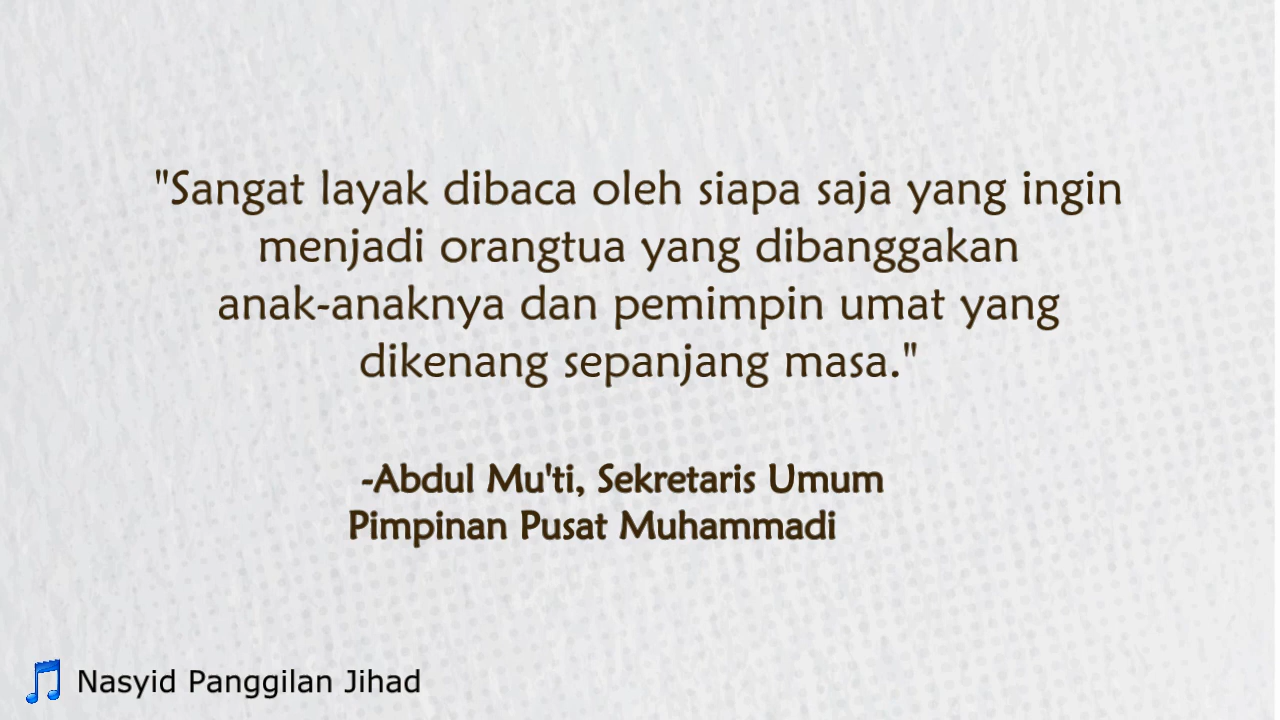 "Sangat layak dibaca oleh siapa saja yang ingin
menjadi orangtua yang dibanggakan
anak-anaknya dan pemimpin umat yang
dikenang sepanjang masa."
-Abdul Mu'ti, Sekretaris Umum
Pimpinan Pusat Muhammadi
Nasyid Panggilan Jihad